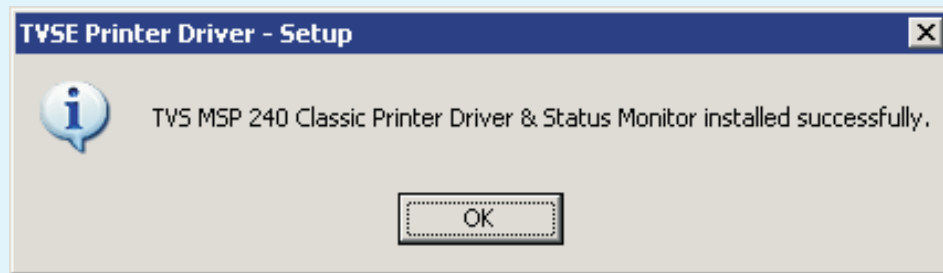 TVSE Printer Driver - Setup
TVS MSP 240 Classic Printer Driver & Status Monitor installed successfully.
OK